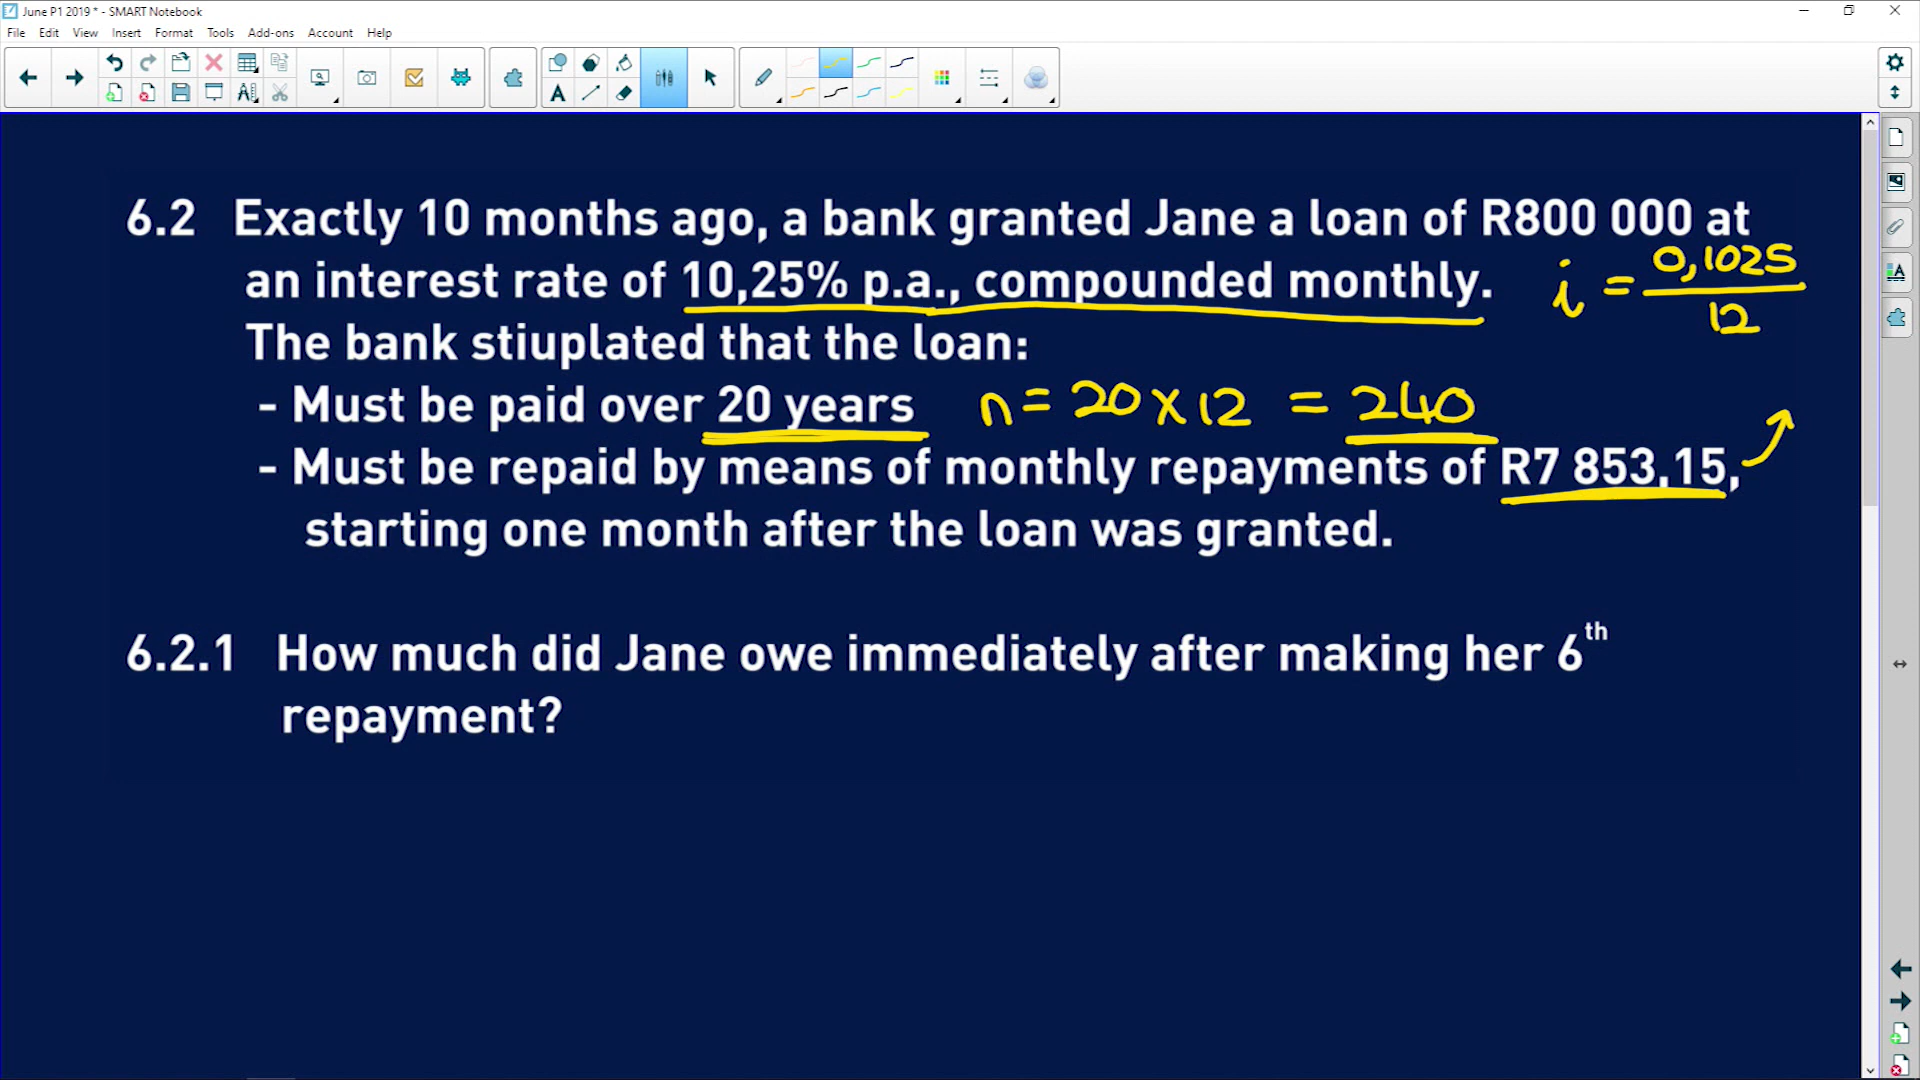 June P1 2019 * - SMART Notebook
File Edit View Insert Format Tools Add-ons Account Help
6.2 Exactly 10 months ago, a bank granted Jane a loan of R800 000 at
an interest rate of 10,25% p.a., compounded monthly. i = 0,1025/12
The bank stiuplated that the loan:
- Must be paid over 20 years n = 20 x 12 = 240
- Must be repaid by means of monthly repayments of R7 853,15,
starting one month after the loan was granted.
6.2.1 How much did Jane owe immediately after making her 6th
repayment?